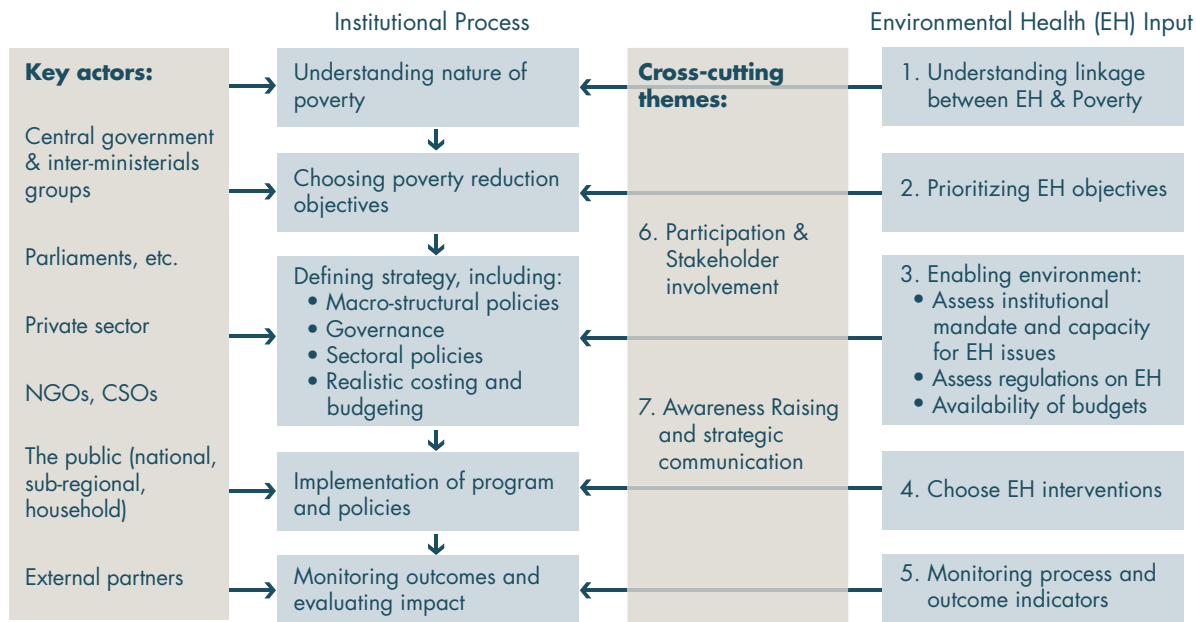 Institutional Process
Environmental Health (EH) Input
Key actors:
Central government
& inter-ministerials
groups
Parliaments, etc.
Private sector
NGOs, CSOs
The public (national,
sub-regional,
household)
External partners
Understanding nature of
poverty
Choosing poverty reduction
objectives
Defining strategy, including:
• Macro-structural policies
• Governance
• Sectoral policies
• Realistic costing and
budgeting
Implementation of program
and policies
Monitoring outcomes and
evaluating impact
Cross-cutting
themes:
6. Participation &
Stakeholder
involvement
7. Awareness Raising
and strategic
communication
1. Understanding linkage
between EH & Poverty
2. Prioritizing EH objectives
3. Enabling environment:
• Assess institutional
mandate and capacity
for EH issues
• Assess regulations on EH
• Availability of budgets
4. Choose EH interventions
5. Monitoring process and
outcome indicators